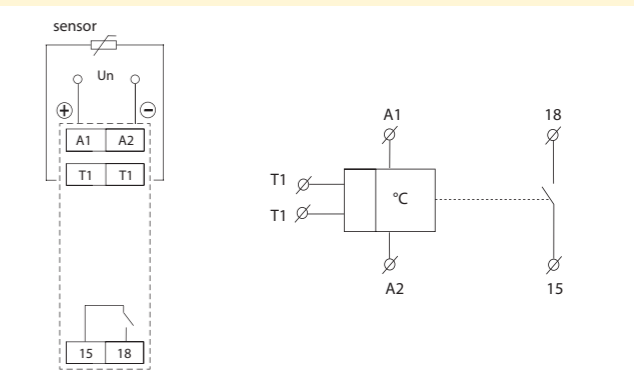 sensor
Un
+ −
A1 A2
T1 T1
15 18
A1 18
T1
°C
T1
A2 15